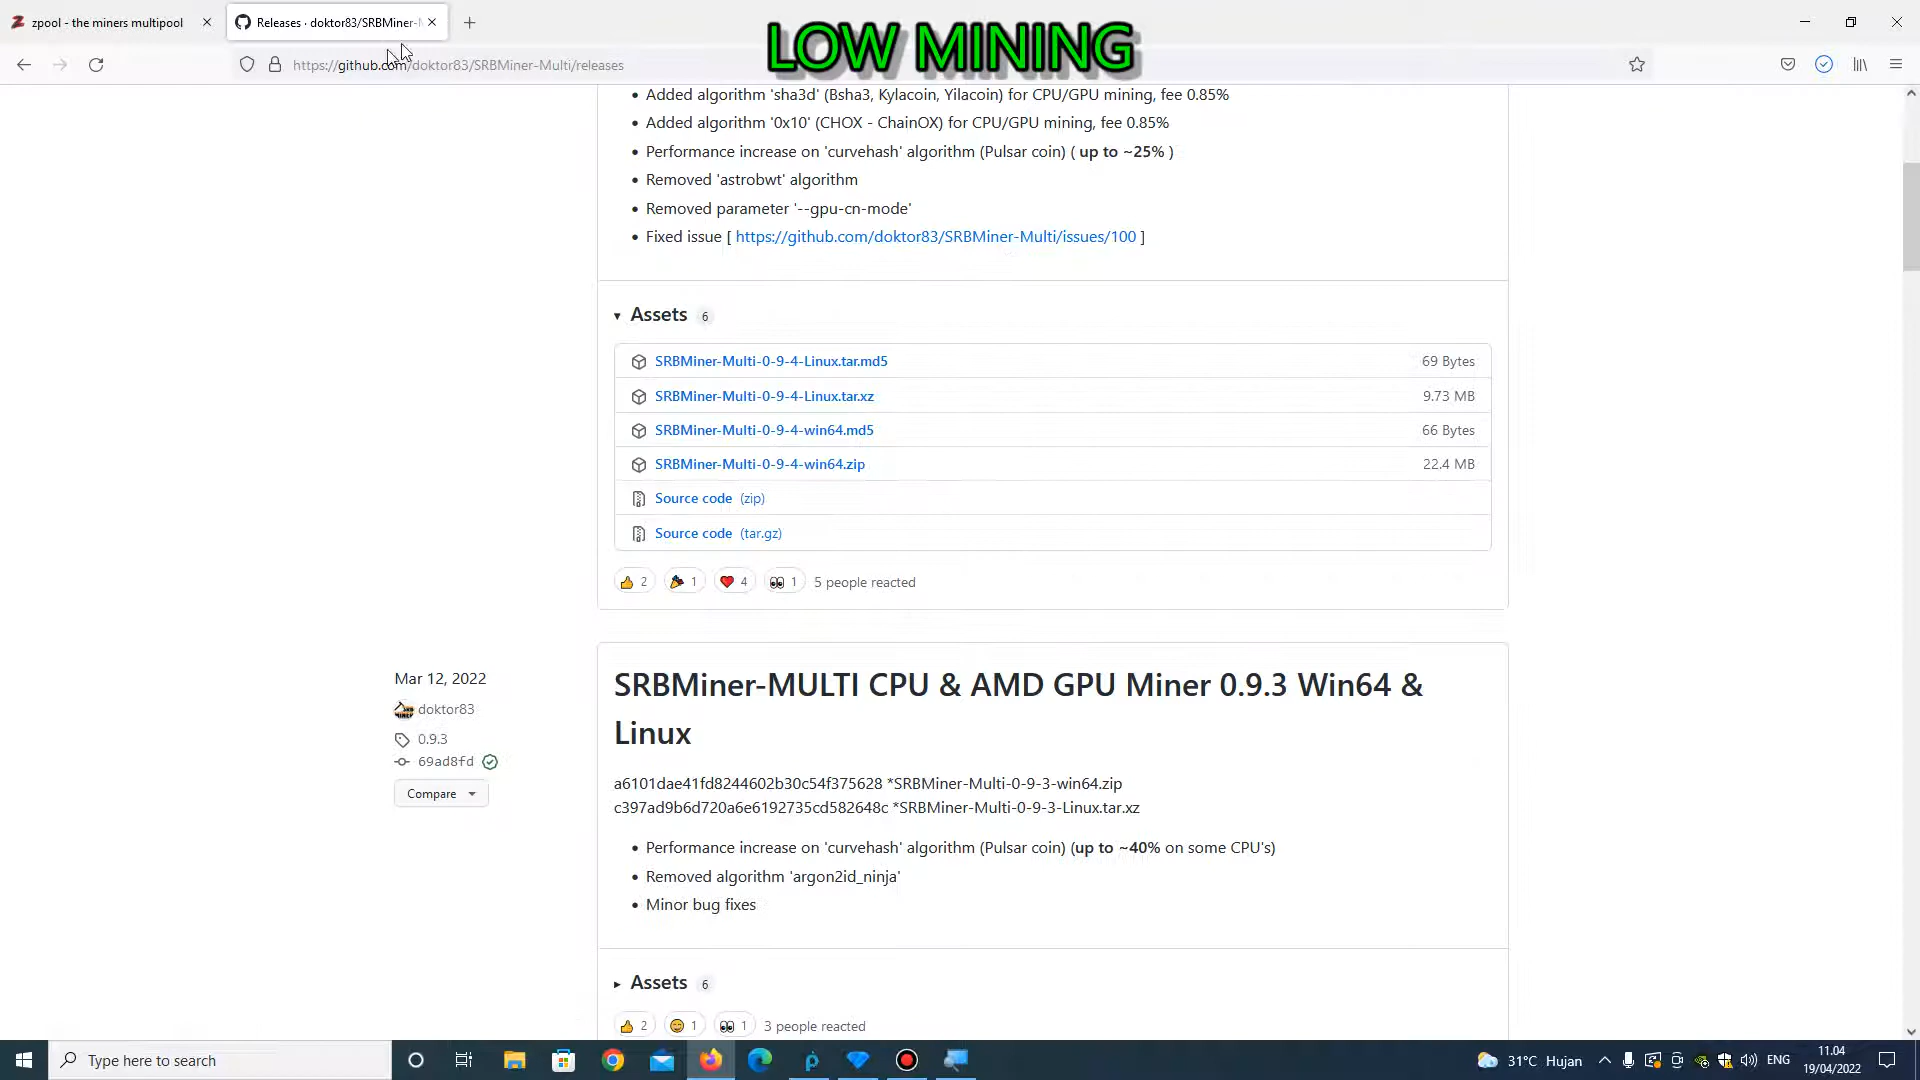 zpool - the miners multipool
Releases · doktor83/SRBMiner-
LOW MINING
https://github.com/doktor83/SRBMiner-Multi/releases
• Added algorithm 'sha3d' (Bsha3, Kylacoin, Yilacoin) for CPU/GPU mining, fee 0.85%
• Added algorithm '0x10' (CHOX - ChainOX) for CPU/GPU mining, fee 0.85%
• Performance increase on 'curvehash' algorithm (Pulsar coin) ( up to ~25% )
• Removed 'astrobwt' algorithm
• Removed parameter '--gpu-cn-mode'
• Fixed issue [ https://github.com/doktor83/SRBMiner-Multi/issues/100 ]
Assets 6
SRBMiner-Multi-0-9-4-Linux.tar.md5 69 Bytes
SRBMiner-Multi-0-9-4-Linux.tar.xz 9.73 MB
SRBMiner-Multi-0-9-4-win64.md5 66 Bytes
SRBMiner-Multi-0-9-4-win64.zip 22.4 MB
Source code (zip)
Source code (tar.gz)
2 1 4 1 5 people reacted
Mar 12, 2022
doktor83
0.9.3
69ad8fd
Compare
SRBMiner-MULTI CPU & AMD GPU Miner 0.9.3 Win64 &
Linux
a6101dae41fd8244602b30c54f375628 *SRBMiner-Multi-0-9-3-win64.zip
c397ad9b6d720a6e6192735cd582648c *SRBMiner-Multi-0-9-3-Linux.tar.xz
• Performance increase on 'curvehash' algorithm (Pulsar coin) (up to ~40% on some CPU's)
• Removed algorithm 'argon2id_ninja'
• Minor bug fixes
Assets 6
2 1 1 3 people reacted
Type here to search
31°C Hujan
ENG
11.04
19/04/2022